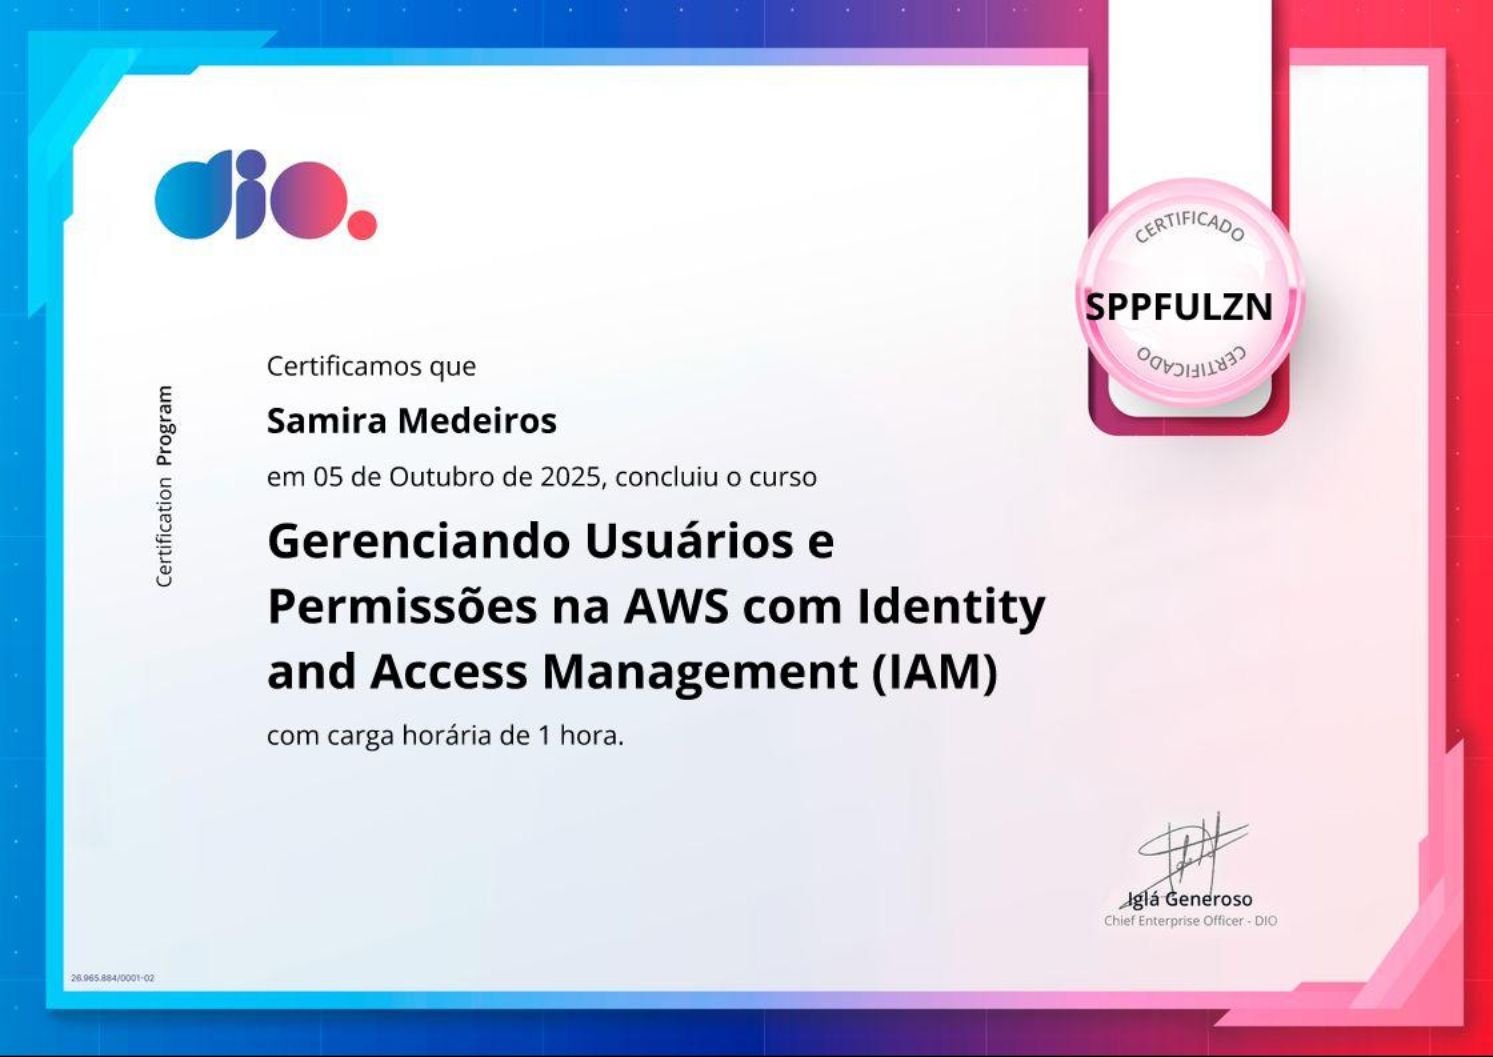 dio.
CERTIFICADO
SPPFULZN
CERTIFICADO
Certification Program
Certificamos que
Samira Medeiros
em 05 de Outubro de 2025, concluiu o curso
Gerenciando Usuários e
Permissões na AWS com Identity
and Access Management (IAM)
com carga horária de 1 hora.
Iglá Generoso
Chief Enterprise Officer - DIO
26.965.884/0001-02